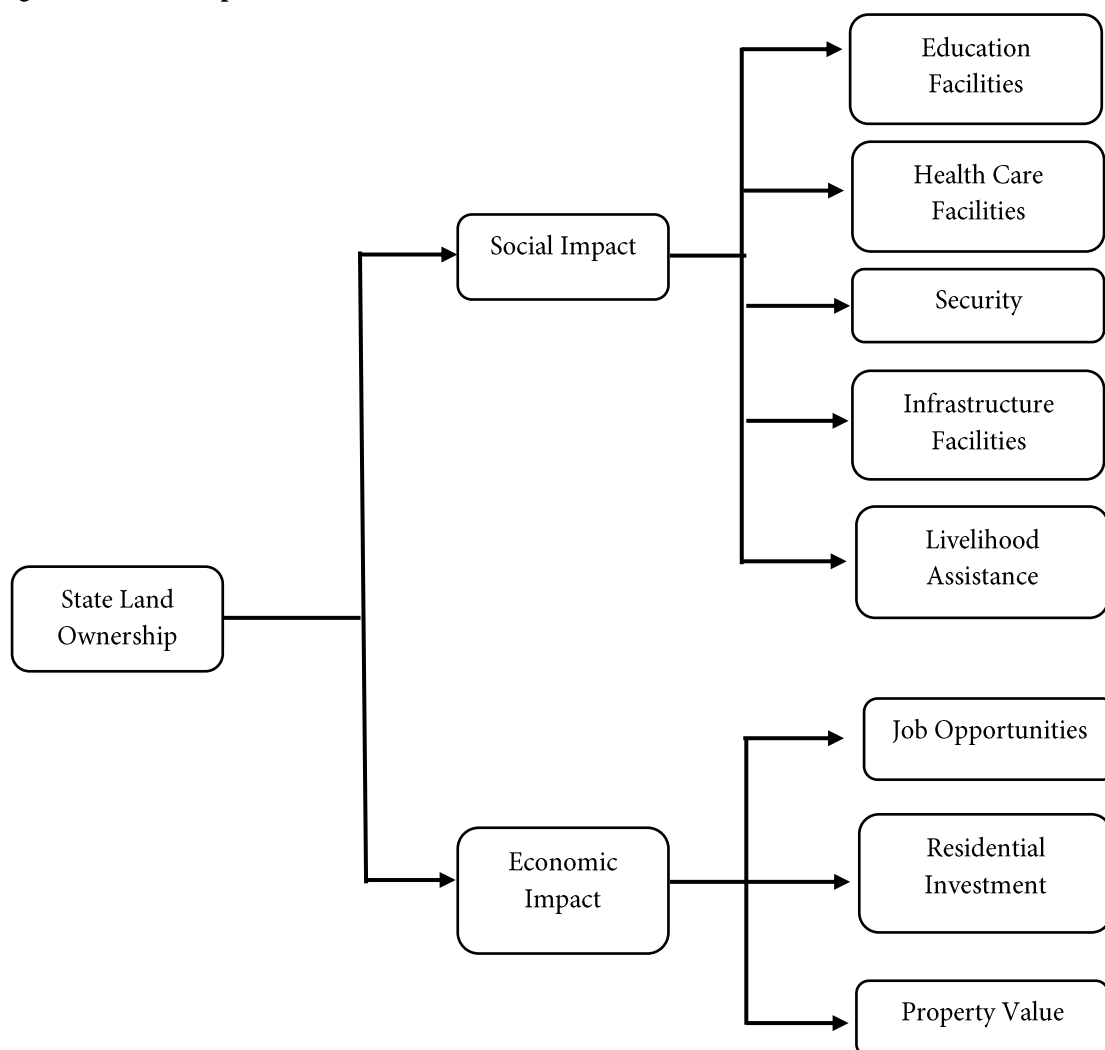 Education
Facilities
Health Care
Facilities
Social Impact
Security
Infrastructure
Facilities
Livelihood
Assistance
State Land
Ownership
Job Opportunities
Economic
Impact
Residential
Investment
Property Value